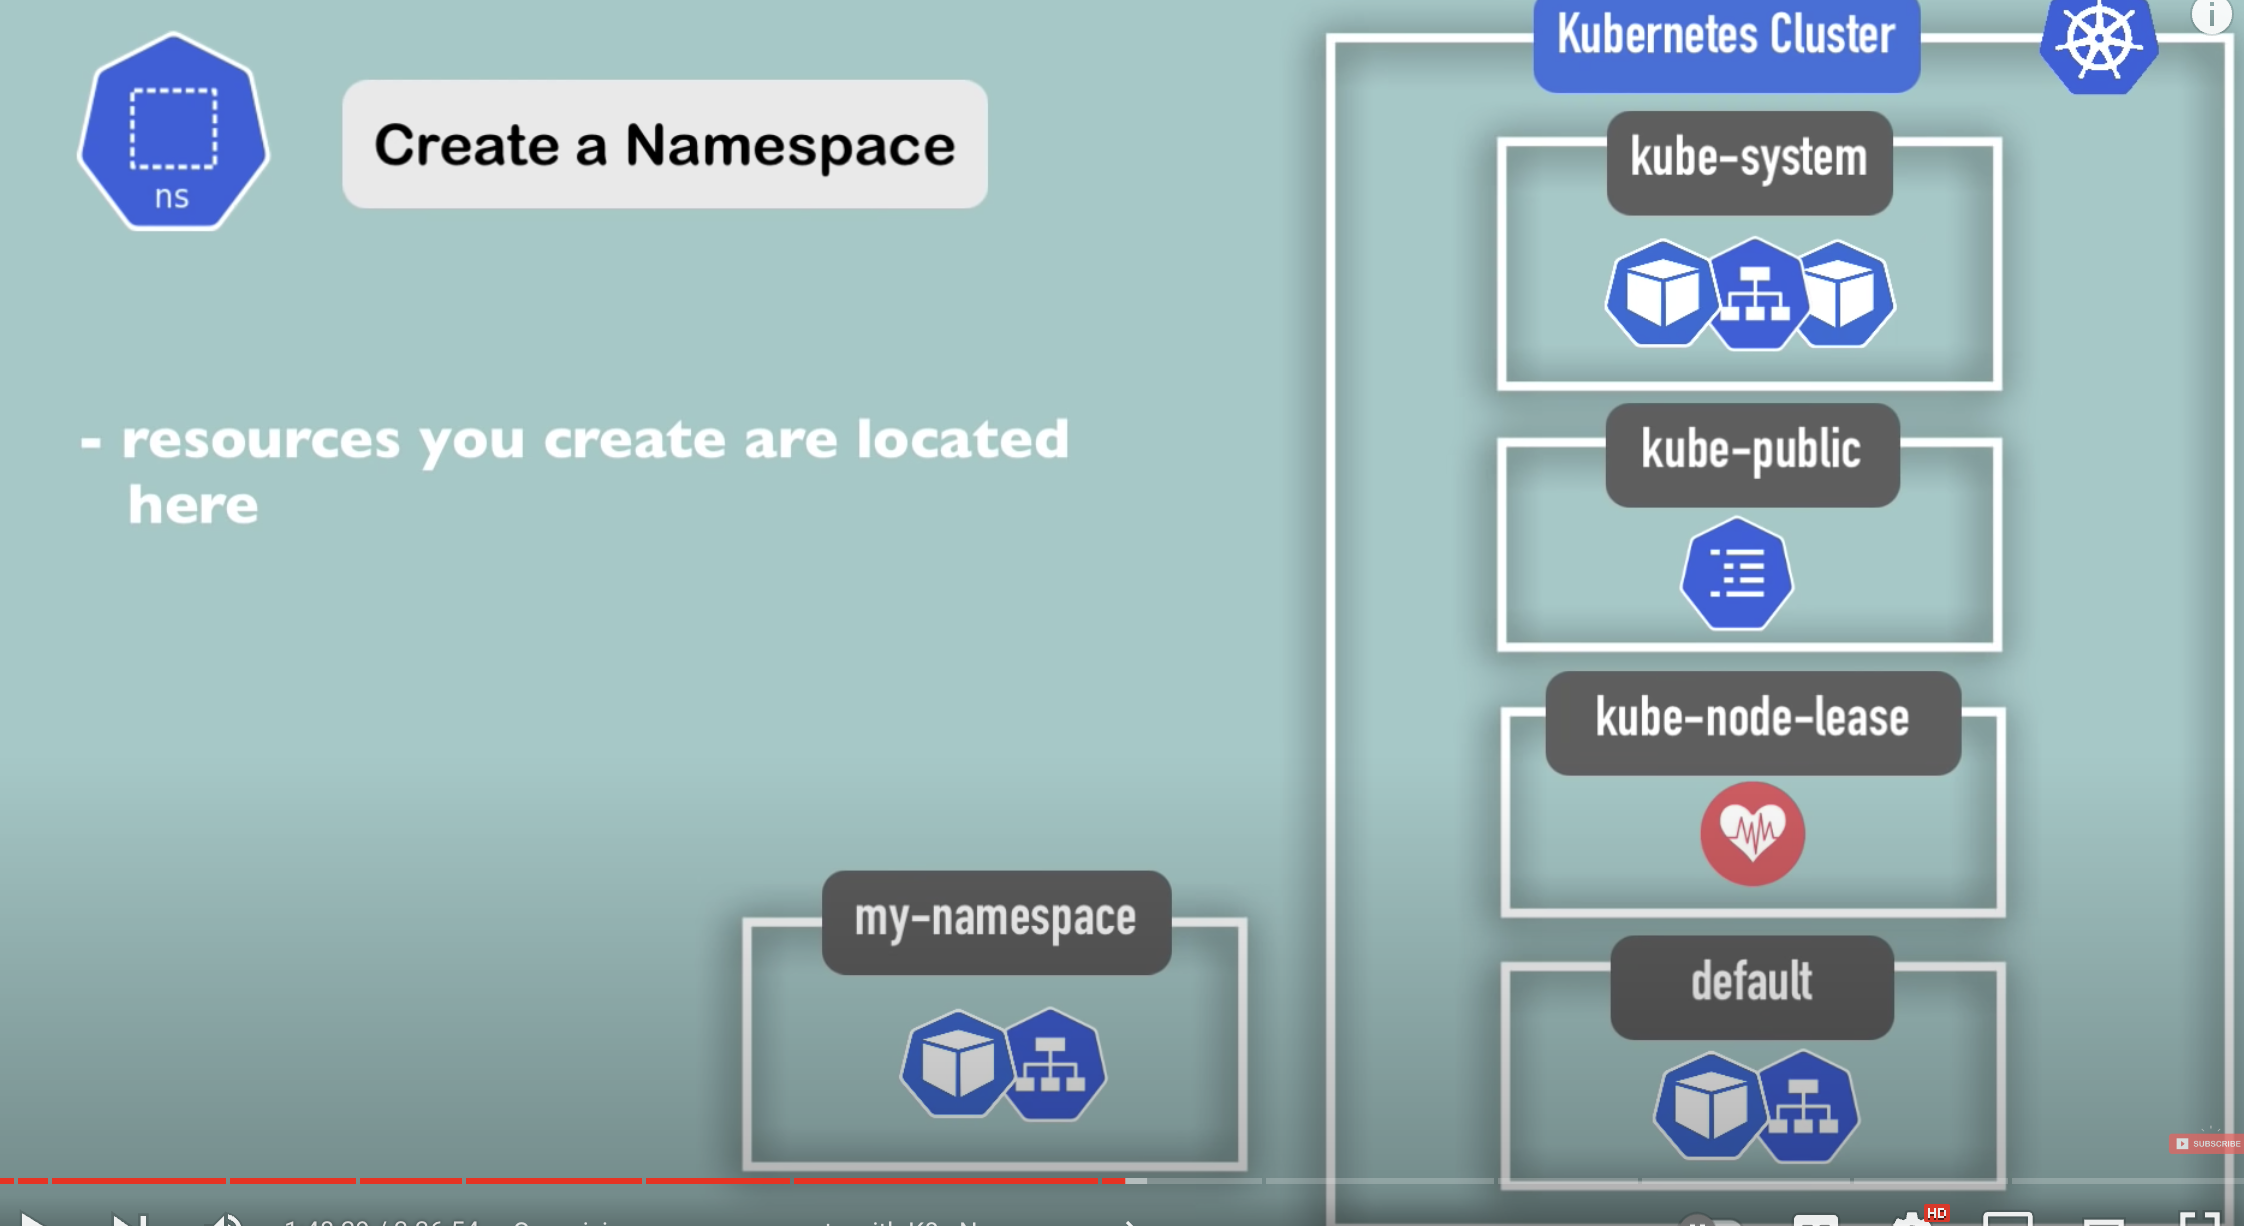 Kubernetes Cluster
ns
Create a Namespace
kube-system
- resources you create are located
here
kube-public
kube-node-lease
my-namespace
default
SUBSCRIBE
HD